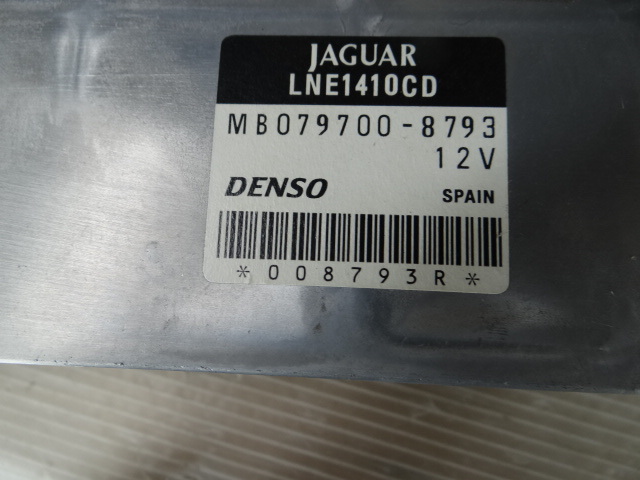 JAGUAR
LNE1410CD
MB079700-8793
12V
DENSO SPAIN
*008793R*